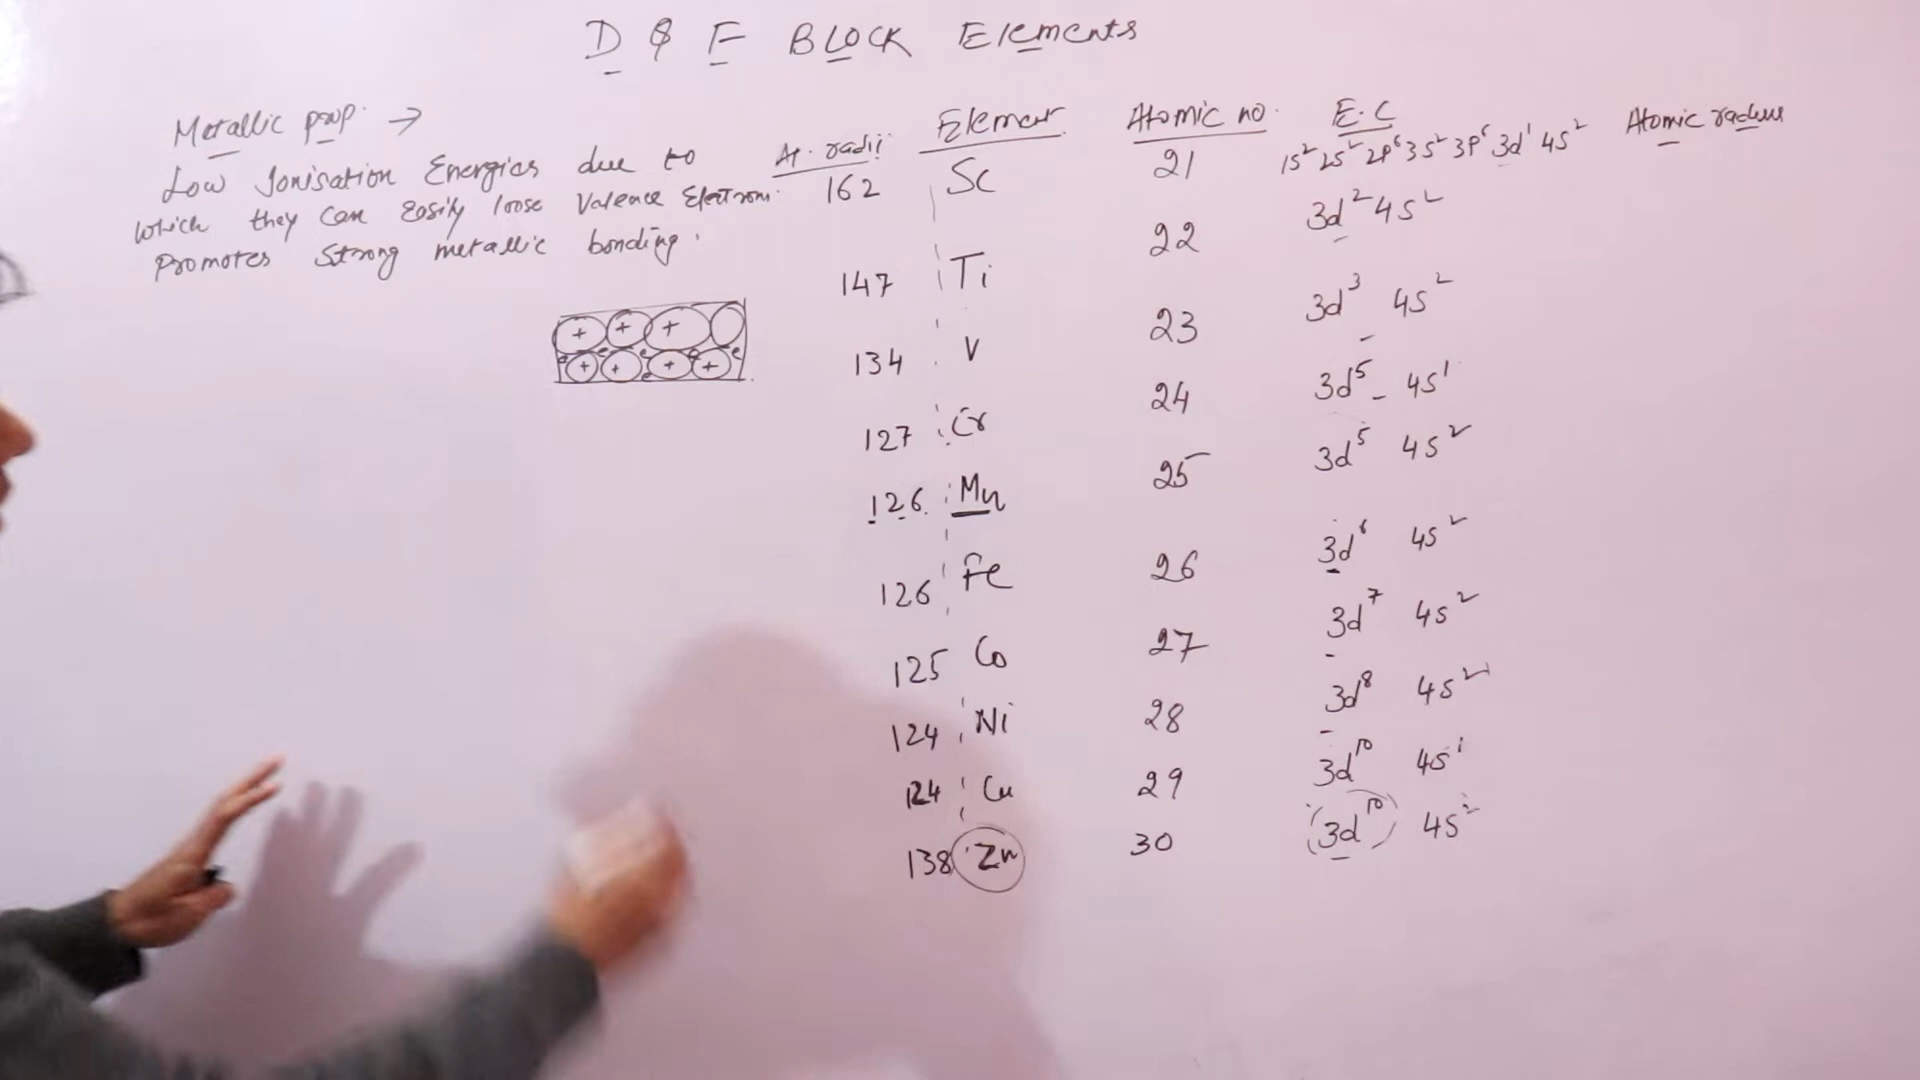 D & F BLOCK Elements
Metallic prop. →
Low Ionisation Energies due to
which they can easily loose valence Electrons.
Promotes strong metallic bonding.
+ + +
e e e e e
+ + + +
At. radii Element Atomic no. E.C Atomic radius
162 Sc 21 1s² 2s² 2p⁶ 3s² 3p⁶ 3d¹ 4s²
147 Ti 22 3d² 4s²
134 V 23 3d³ 4s²
127 Cr 24 3d⁵ 4s¹
126 Mn 25 3d⁵ 4s²
126 Fe 26 3d⁶ 4s²
125 Co 27 3d⁷ 4s²
124 Ni 28 3d⁸ 4s²
124 Cu 29 3d¹⁰ 4s¹
138 Zn 30 (3d¹⁰) 4s²